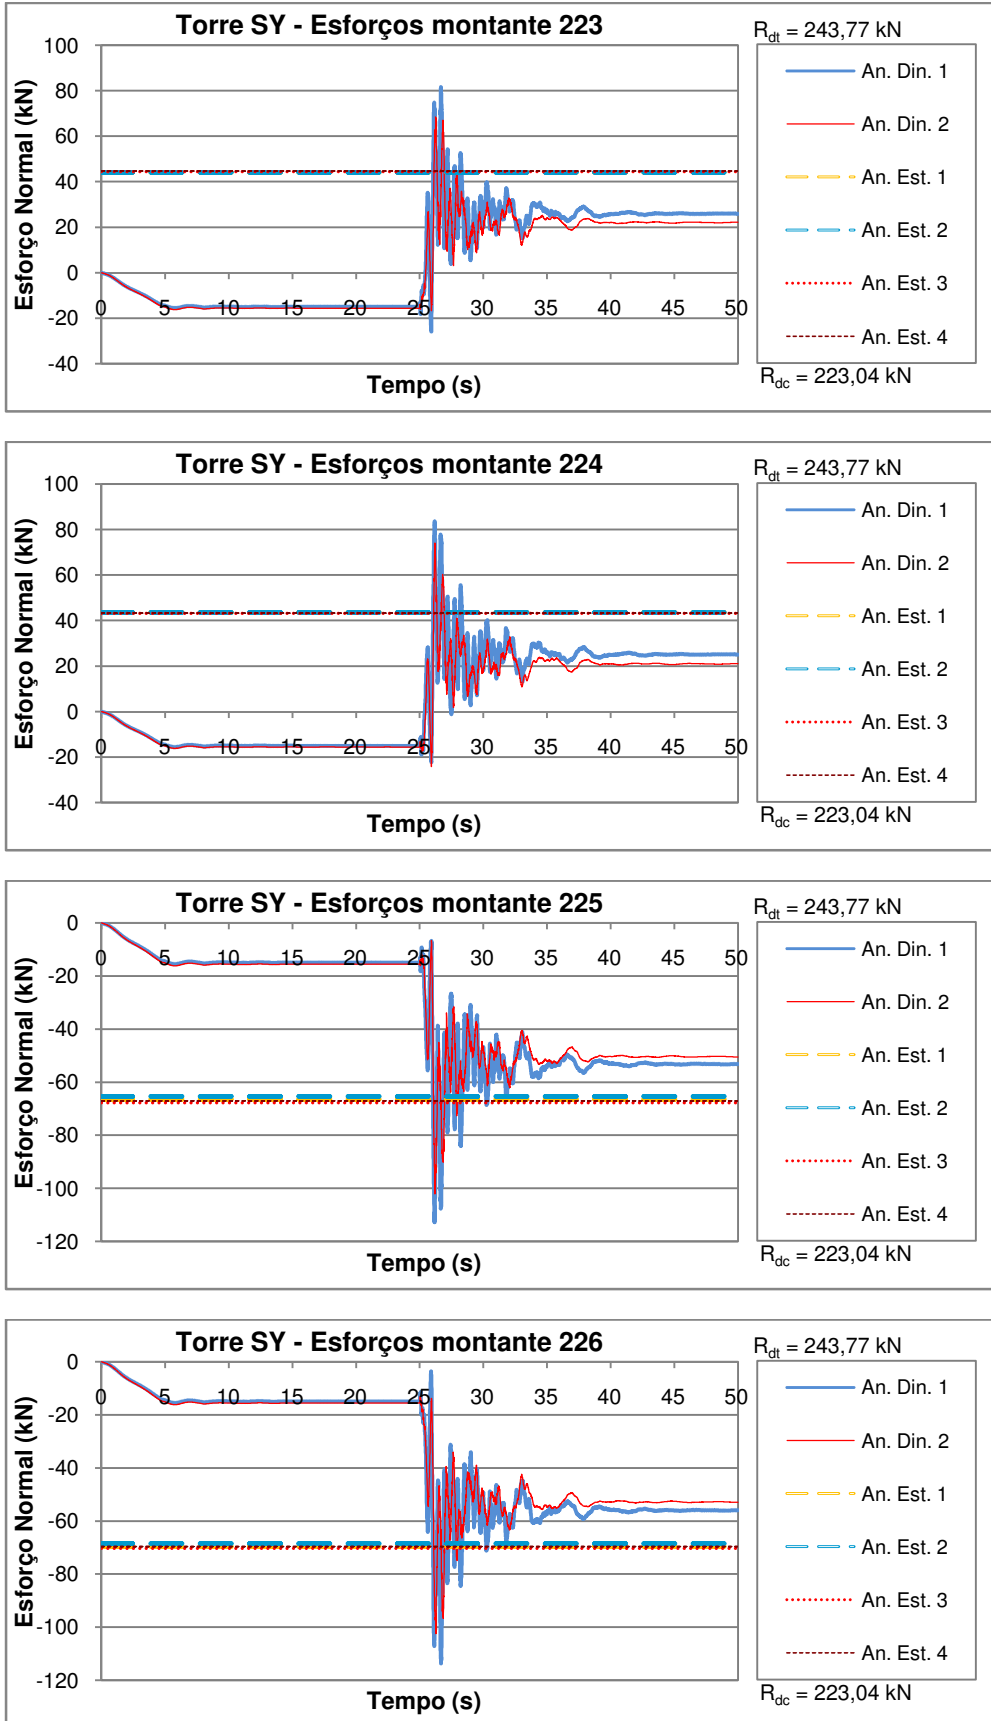 Torre SY - Esforços montante 223
R_dt = 243,77 kN
Esforço Normal (kN)
100
80
60
40
20
0
-20
-40
0 5 10 15 20 25 30 35 40 45 50
Tempo (s)
An. Din. 1
An. Din. 2
An. Est. 1
An. Est. 2
An. Est. 3
An. Est. 4
R_dc = 223,04 kN
Torre SY - Esforços montante 224
R_dt = 243,77 kN
Esforço Normal (kN)
100
80
60
40
20
0
-20
-40
0 5 10 15 20 25 30 35 40 45 50
Tempo (s)
An. Din. 1
An. Din. 2
An. Est. 1
An. Est. 2
An. Est. 3
An. Est. 4
R_dc = 223,04 kN
Torre SY - Esforços montante 225
R_dt = 243,77 kN
Esforço Normal (kN)
0
-20
-40
-60
-80
-100
-120
0 5 10 15 20 25 30 35 40 45 50
Tempo (s)
An. Din. 1
An. Din. 2
An. Est. 1
An. Est. 2
An. Est. 3
An. Est. 4
R_dc = 223,04 kN
Torre SY - Esforços montante 226
R_dt = 243,77 kN
Esforço Normal (kN)
0
-20
-40
-60
-80
-100
-120
0 5 10 15 20 25 30 35 40 45 50
Tempo (s)
An. Din. 1
An. Din. 2
An. Est. 1
An. Est. 2
An. Est. 3
An. Est. 4
R_dc = 223,04 kN